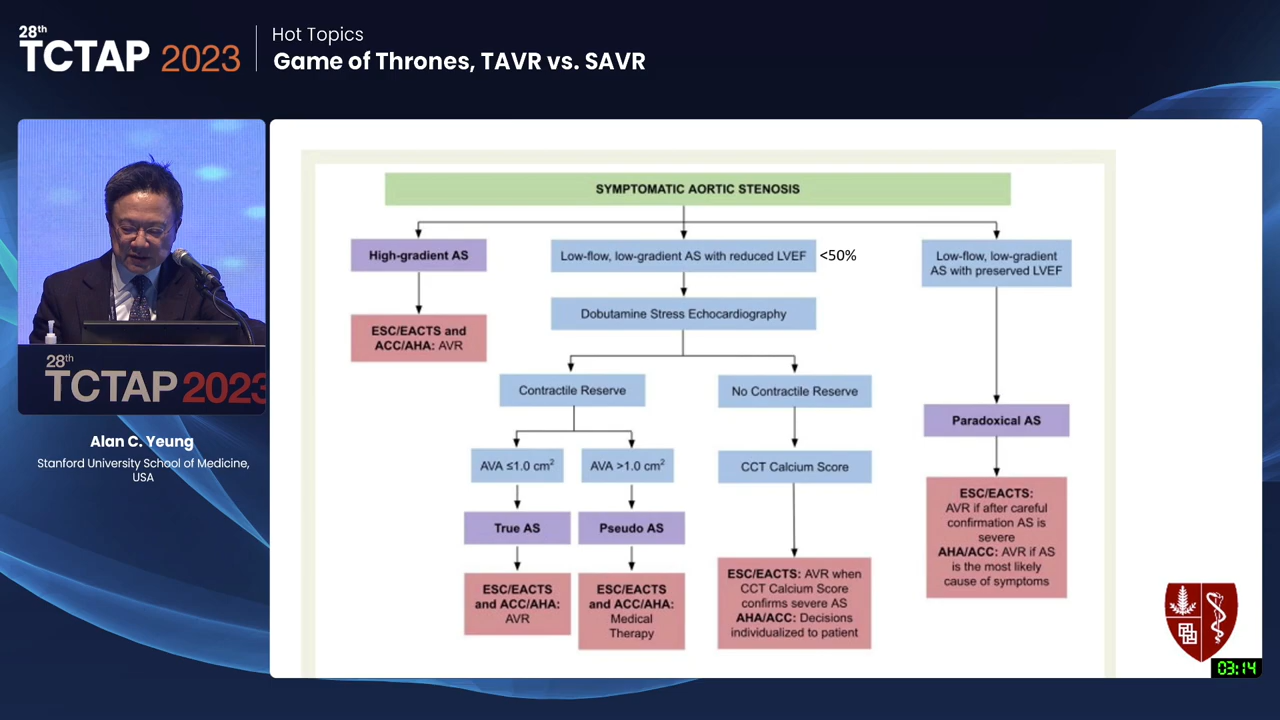 28th
TCTAP 2023
Hot Topics
Game of Thrones, TAVR vs. SAVR
28th
TCTAP 2023
Alan C. Yeung
Stanford University School of Medicine,
USA
SYMPTOMATIC AORTIC STENOSIS
High-gradient AS
Low-flow, low-gradient AS with reduced LVEF
<50%
Low-flow, low-gradient
AS with preserved LVEF
ESC/EACTS and
ACC/AHA: AVR
Dobutamine Stress Echocardiography
Contractile Reserve
No Contractile Reserve
Paradoxical AS
AVA ≤1.0 cm²
AVA >1.0 cm²
CCT Calcium Score
True AS
Pseudo AS
ESC/EACTS
and ACC/AHA:
AVR
ESC/EACTS
and ACC/AHA:
Medical
Therapy
ESC/EACTS: AVR when
CCT Calcium Score
confirms severe AS
AHA/ACC: Decisions
individualized to patient
ESC/EACTS:
AVR if after careful
confirmation AS is
severe
AHA/ACC: AVR if AS
is the most likely
cause of symptoms
03:14